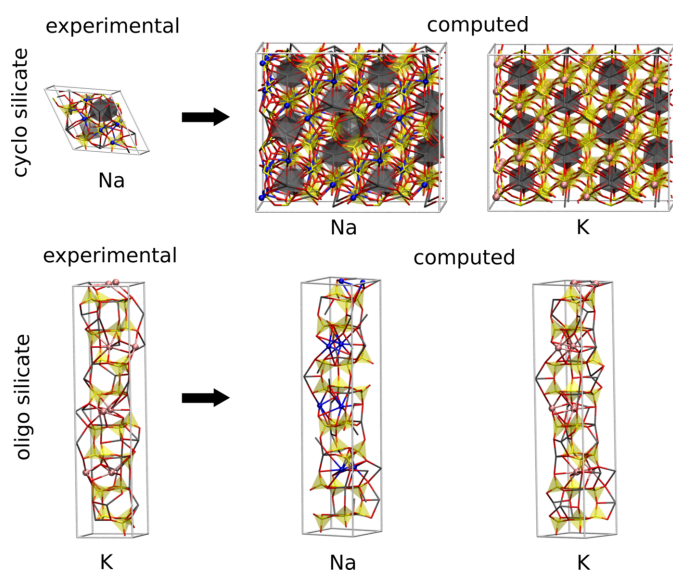 experimental
computed
cyclo silicate
Na
Na
K
experimental
computed
oligo silicate
K
Na
K